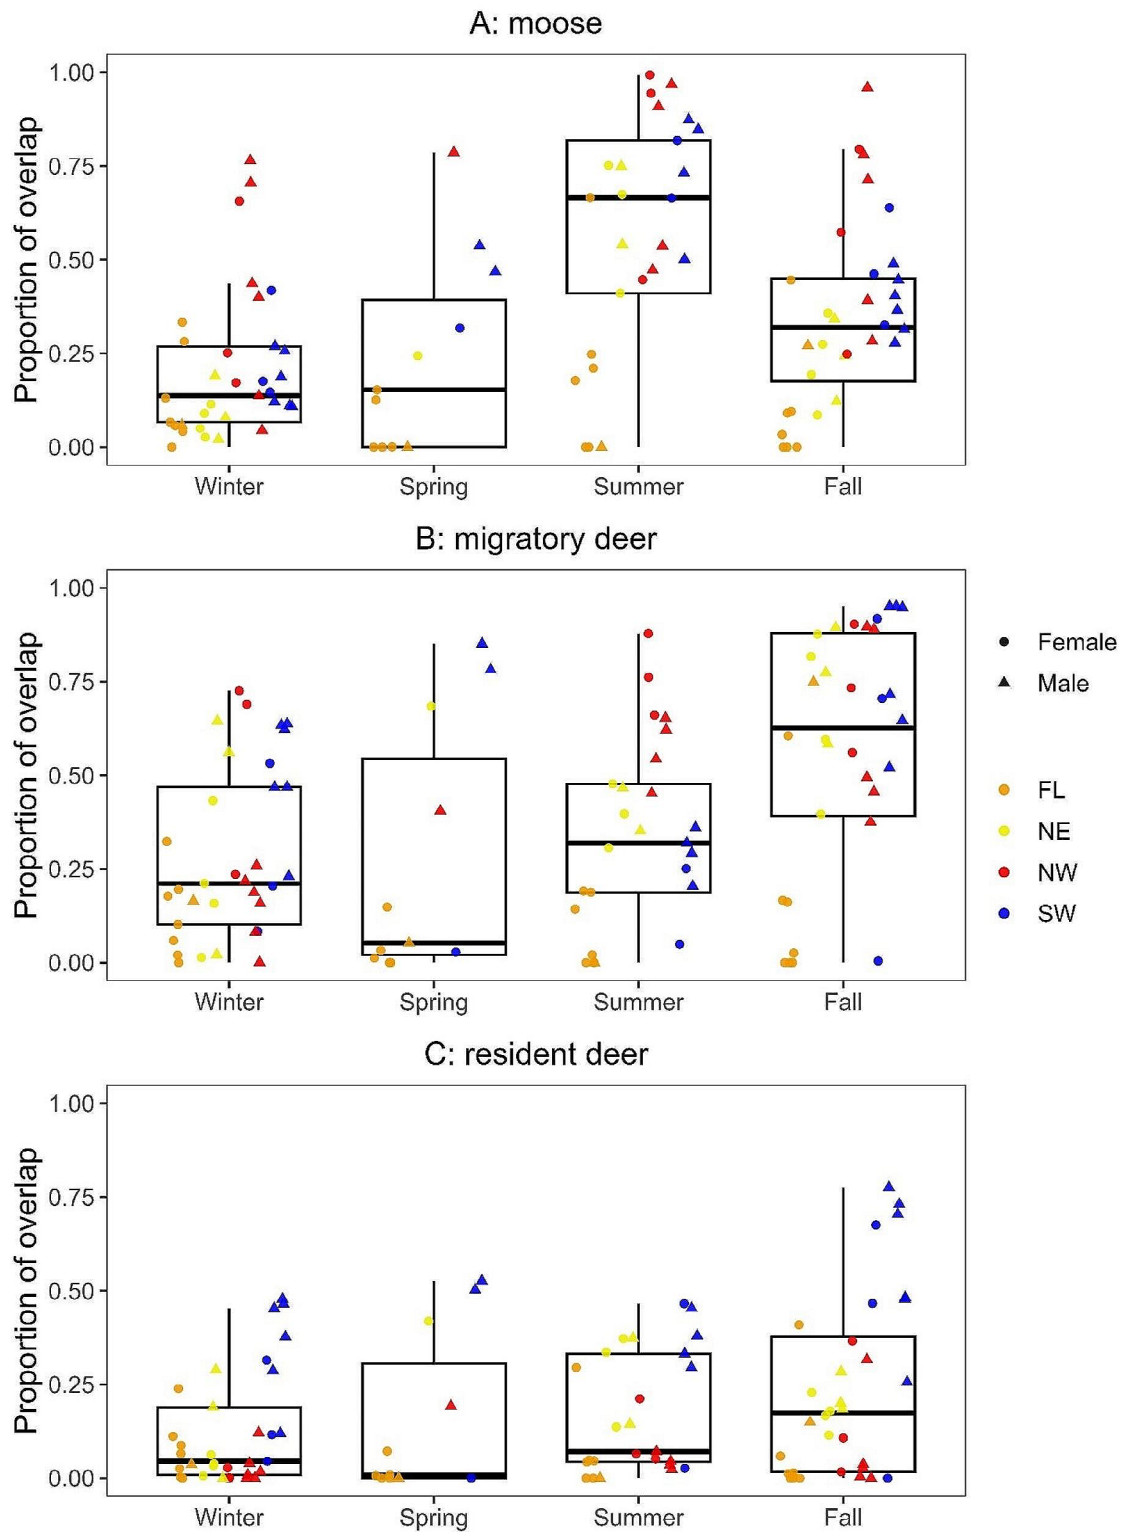 A: moose
Proportion of overlap
1.00
0.75
0.50
0.25
0.00
Winter Spring Summer Fall
B: migratory deer
Proportion of overlap
1.00
0.75
0.50
0.25
0.00
Winter Spring Summer Fall
Female
Male
FL
NE
NW
SW
C: resident deer
Proportion of overlap
1.00
0.75
0.50
0.25
0.00
Winter Spring Summer Fall